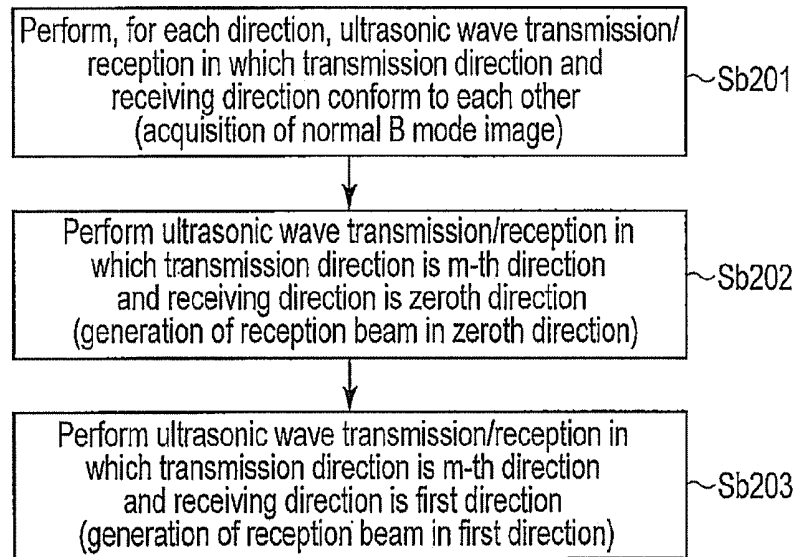 Perform, for each direction, ultrasonic wave transmission/
reception in which transmission direction and
receiving direction conform to each other
(acquisition of normal B mode image)
Sb201
Perform ultrasonic wave transmission/reception in
which transmission direction is m-th direction
and receiving direction is zeroth direction
(generation of reception beam in zeroth direction)
Sb202
Perform ultrasonic wave transmission/reception in
which transmission direction is m-th direction
and receiving direction is first direction
(generation of reception beam in first direction)
Sb203